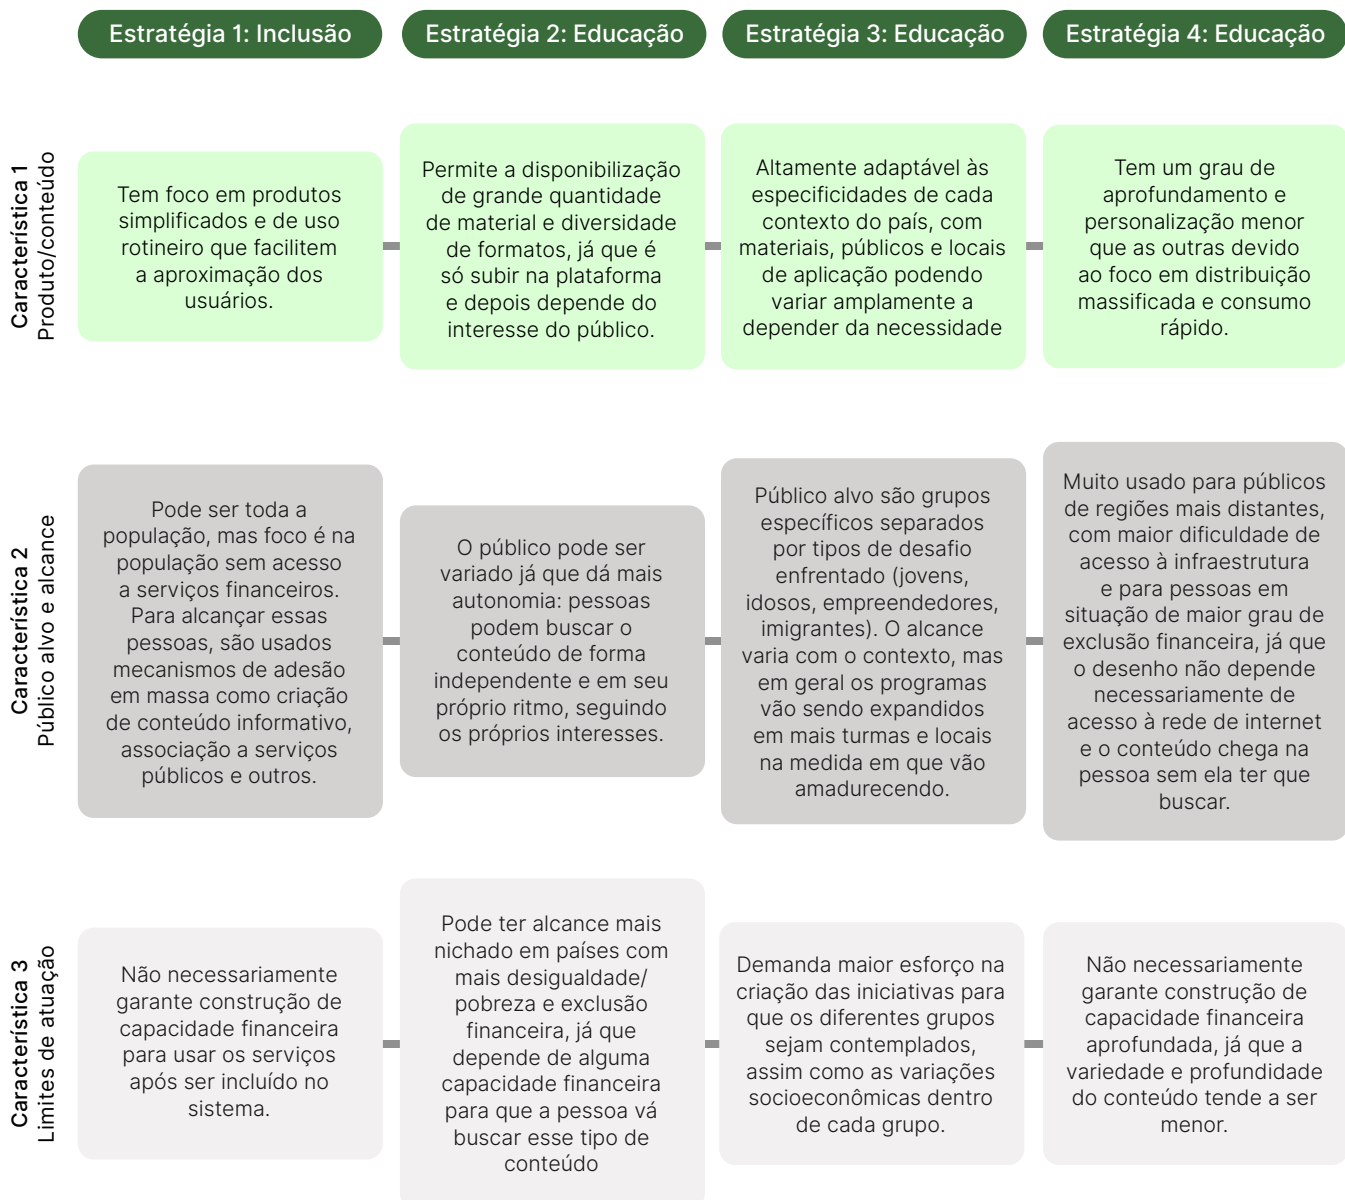 Estratégia 1: Inclusão
Estratégia 2: Educação
Estratégia 3: Educação
Estratégia 4: Educação
Característica 1
Produto/conteúdo
Tem foco em produtos
simplificados e de uso
rotineiro que facilitem
a aproximação dos
usuários.
Permite a disponibilização
de grande quantidade
de material e diversidade
de formatos, já que é
só subir na plataforma
e depois depende do
interesse do público.
Altamente adaptável às
especificidades de cada
contexto do país, com
materiais, públicos e locais
de aplicação podendo
variar amplamente a
depender da necessidade
Tem um grau de
aprofundamento e
personalização menor
que as outras devido
ao foco em distribuição
massificada e consumo
rápido.
Característica 2
Público alvo e alcance
Pode ser toda a
população, mas foco é na
população sem acesso
a serviços financeiros.
Para alcançar essas
pessoas, são usados
mecanismos de adesão
em massa como criação
de conteúdo informativo,
associação a serviços
públicos e outros.
O público pode ser
variado já que dá mais
autonomia: pessoas
podem buscar o
conteúdo de forma
independente e em seu
próprio ritmo, seguindo
os próprios interesses.
Público alvo são grupos
específicos separados
por tipos de desafio
enfrentado (jovens,
idosos, empreendedores,
imigrantes). O alcance
varia com o contexto, mas
em geral os programas
vão sendo expandidos
em mais turmas e locais
na medida em que vão
amadurecendo.
Muito usado para públicos
de regiões mais distantes,
com maior dificuldade de
acesso à infraestrutura
e para pessoas em
situação de maior grau de
exclusão financeira, já que
o desenho não depende
necessariamente de
acesso à rede de internet
e o conteúdo chega na
pessoa sem ela ter que
buscar.
Característica 3
Limites de atuação
Não necessariamente
garante construção de
capacidade financeira
para usar os serviços
após ser incluído no
sistema.
Pode ter alcance mais
nichado em países com
mais desigualdade/
pobreza e exclusão
financeira, já que
depende de alguma
capacidade financeira
para que a pessoa vá
buscar esse tipo de
conteúdo
Demanda maior esforço na
criação das iniciativas para
que os diferentes grupos
sejam contemplados,
assim como as variações
socioeconômicas dentro
de cada grupo.
Não necessariamente
garante construção de
capacidade financeira
aprofundada, já que a
variedade e profundidade
do conteúdo tende a ser
menor.